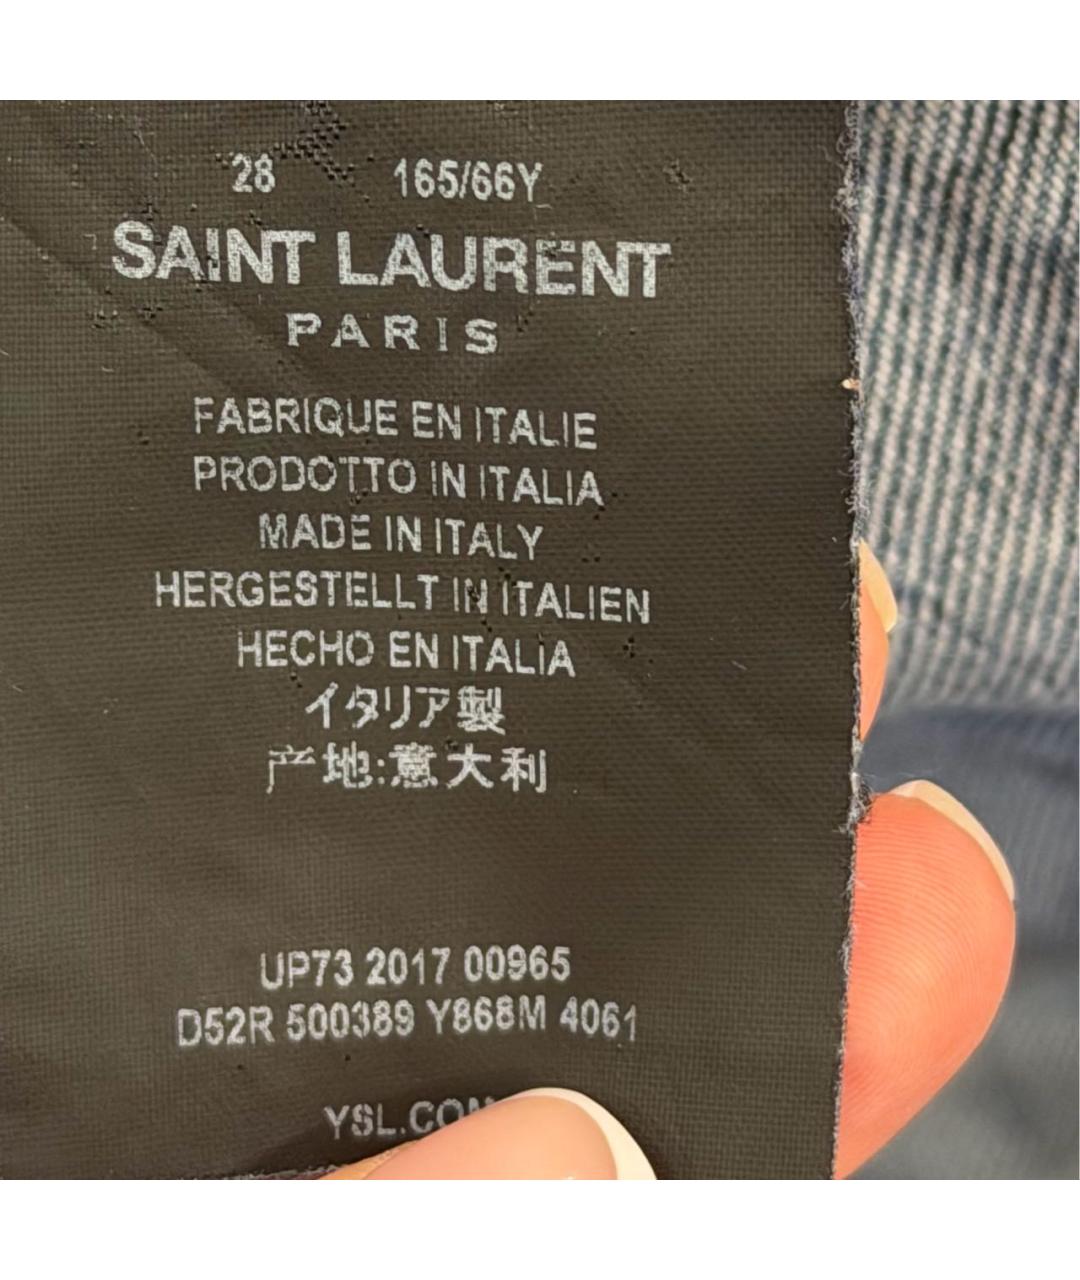 28 165/66Y
SAINT LAURENT
PARIS
FABRIQUE EN ITALIE
PRODOTTO IN ITALIA
MADE IN ITALY
HERGESTELLT IN ITALIEN
HECHO EN ITALIA
イタリア製
产地:意大利
UP73 2017 00965
D52R 500389 Y868M 4061
YSL.COM